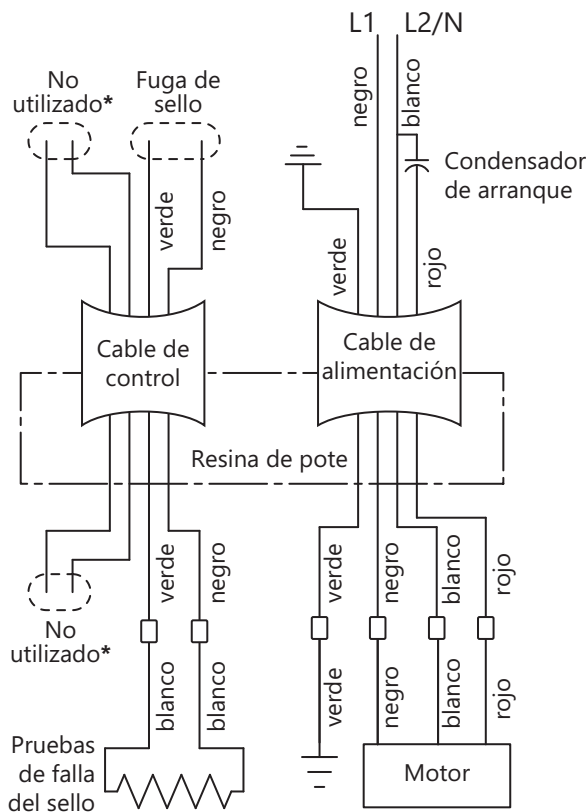 L1
L2/N
No
utilizado*
Fuga de
sello
negro
blanco
Condensador
de arranque
verde
negro
verde
rojo
Cable de
control
Cable de
alimentación
Resina de pote
No
utilizado*
verde
negro
verde
negro
blanco
rojo
blanco
blanco
verde
negro
blanco
rojo
Pruebas
de falla
del sello
Motor